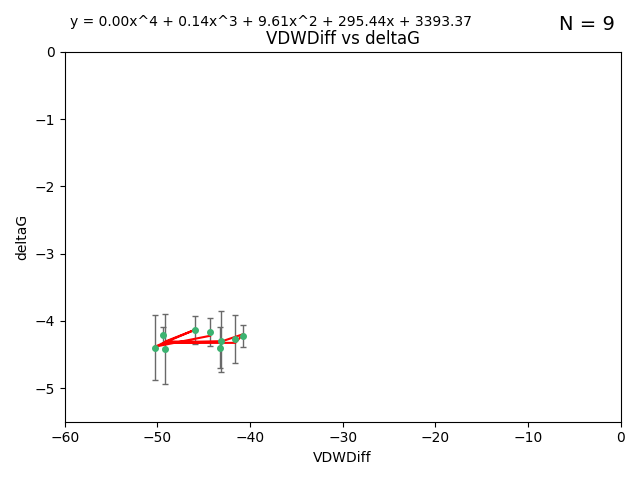 y = 0.00x^4 + 0.14x^3 + 9.61x^2 + 295.44x + 3393.37
N = 9
VDWDiff vs deltaG
0
−1
−2
−3
−4
−5
deltaG
−60 −50 −40 −30 −20 −10 0
VDWDiff